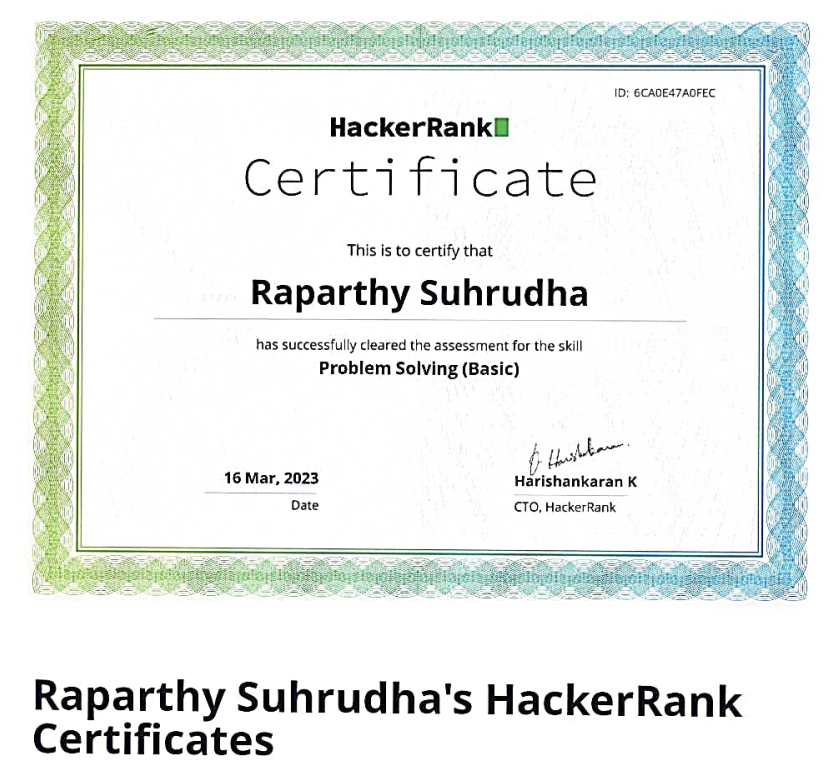 ID: 6CA0E47A0FEC
HackerRank
Certificate
This is to certify that
Raparthy Suhrudha
has successfully cleared the assessment for the skill
Problem Solving (Basic)
16 Mar, 2023
Harishankaran K
Date
CTO, HackerRank
Raparthy Suhrudha's HackerRank
Certificates